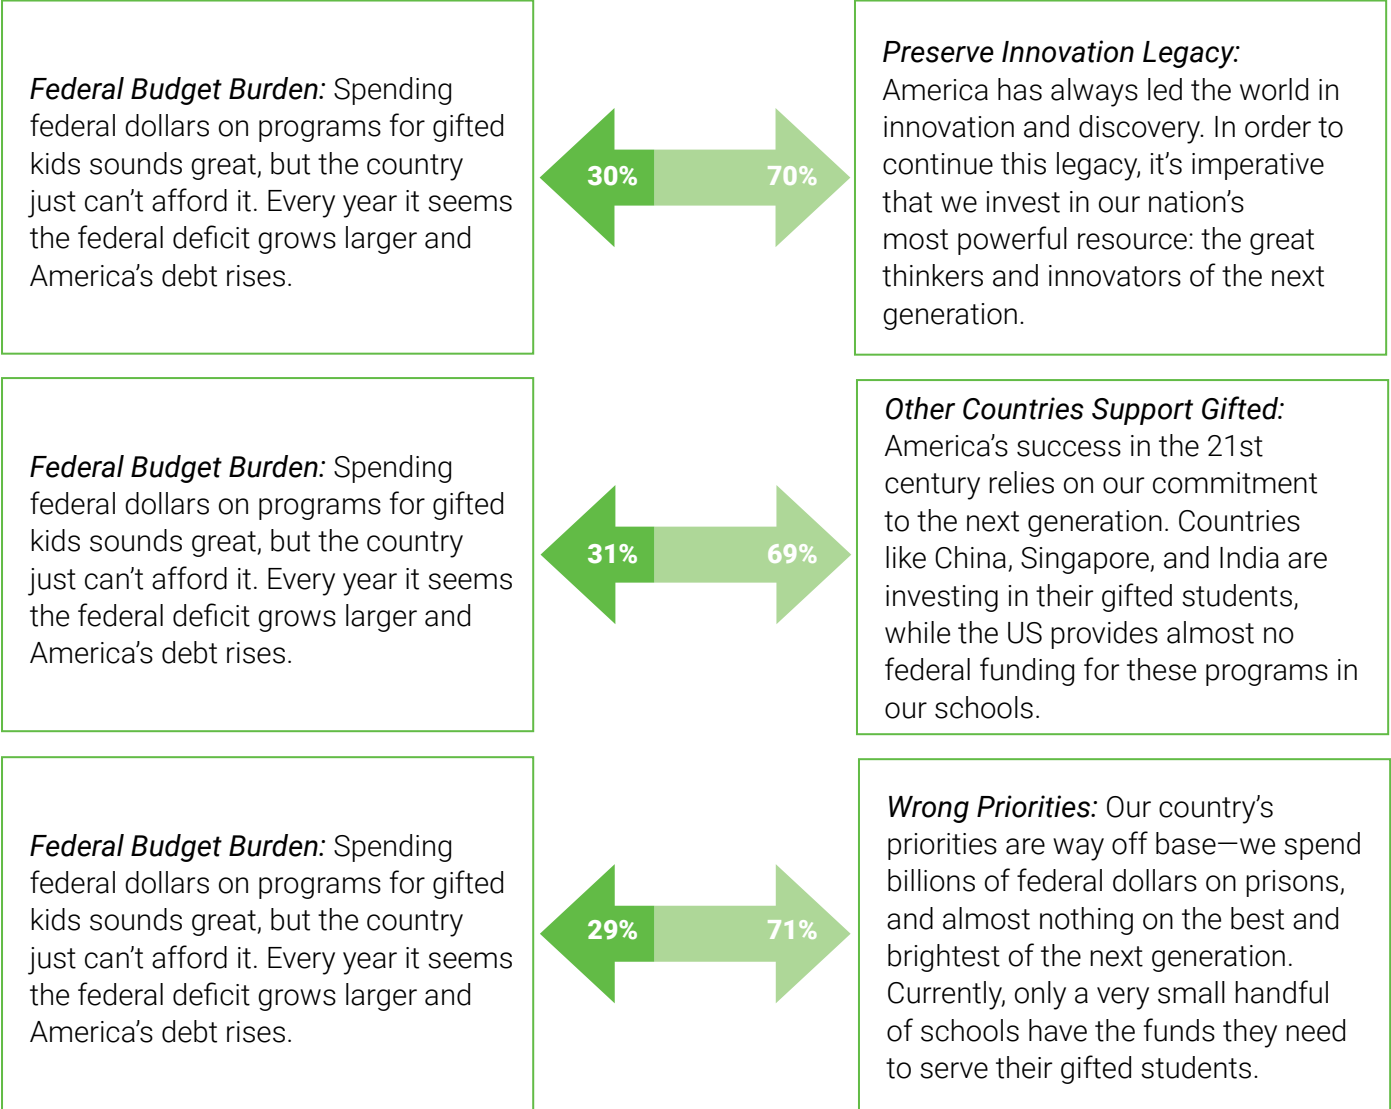 Federal Budget Burden: Spending
federal dollars on programs for gifted
kids sounds great, but the country
just can’t afford it. Every year it seems
the federal deficit grows larger and
America’s debt rises.
30%
70%
Preserve Innovation Legacy:
America has always led the world in
innovation and discovery. In order to
continue this legacy, it’s imperative
that we invest in our nation’s
most powerful resource: the great
thinkers and innovators of the next
generation.
Federal Budget Burden: Spending
federal dollars on programs for gifted
kids sounds great, but the country
just can’t afford it. Every year it seems
the federal deficit grows larger and
America’s debt rises.
31%
69%
Other Countries Support Gifted:
America’s success in the 21st
century relies on our commitment
to the next generation. Countries
like China, Singapore, and India are
investing in their gifted students,
while the US provides almost no
federal funding for these programs in
our schools.
Federal Budget Burden: Spending
federal dollars on programs for gifted
kids sounds great, but the country
just can’t afford it. Every year it seems
the federal deficit grows larger and
America’s debt rises.
29%
71%
Wrong Priorities: Our country’s
priorities are way off base—we spend
billions of federal dollars on prisons,
and almost nothing on the best and
brightest of the next generation.
Currently, only a very small handful
of schools have the funds they need
to serve their gifted students.